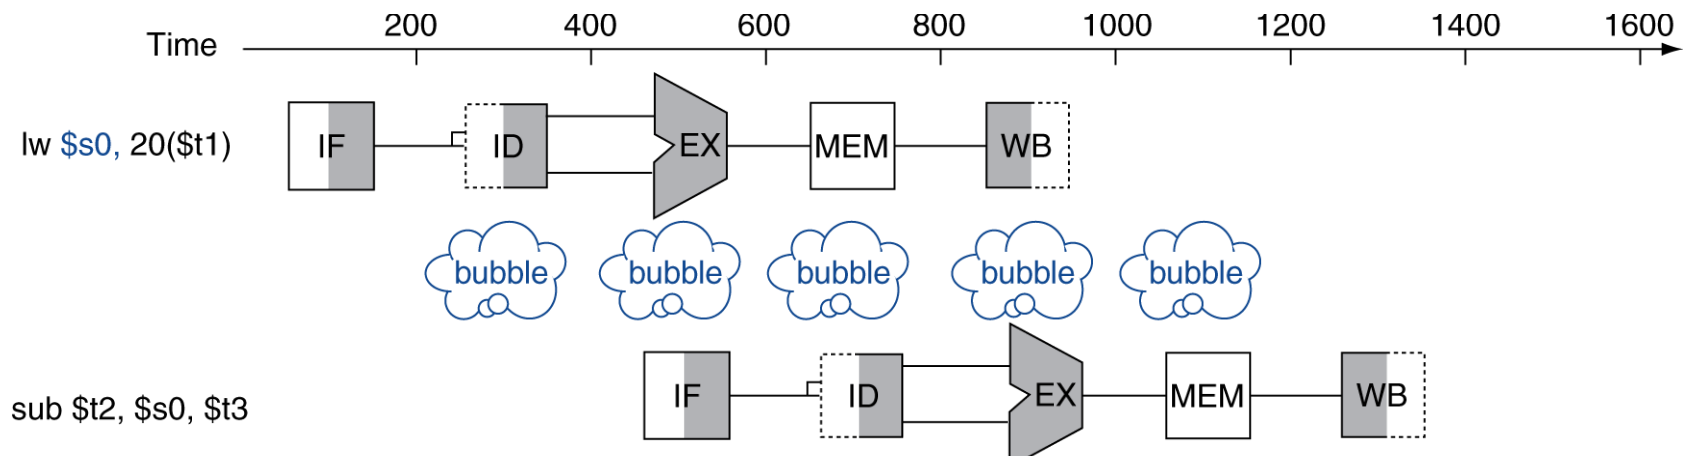 Time 200 400 600 800 1000 1200 1400 1600
lw $s0, 20($t1) IF ID EX MEM WB
bubble bubble bubble bubble bubble
sub $t2, $s0, $t3 IF ID EX MEM WB